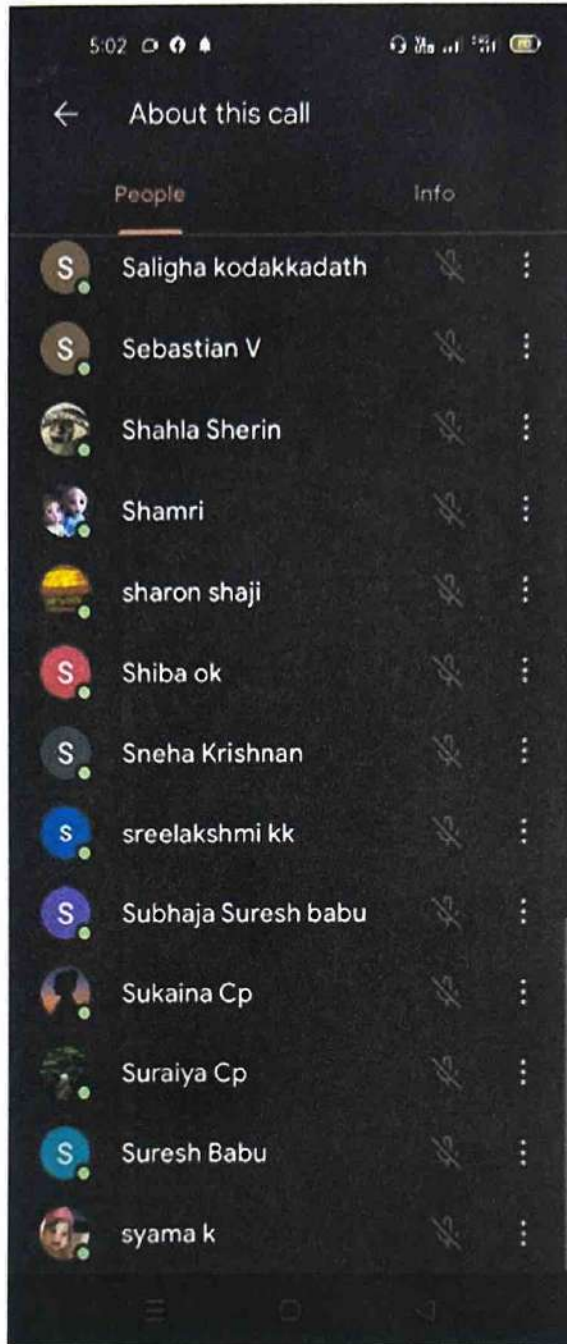 5:02
About this call
People Info
S Saligha kodakkadath
S Sebastian V
Shahla Sherin
Shamri
sharon shaji
S Shiba ok
S Sneha Krishnan
s sreelakshmi kk
S Subhaja Suresh babu
Sukaina Cp
Suraiya Cp
S Suresh Babu
syama k